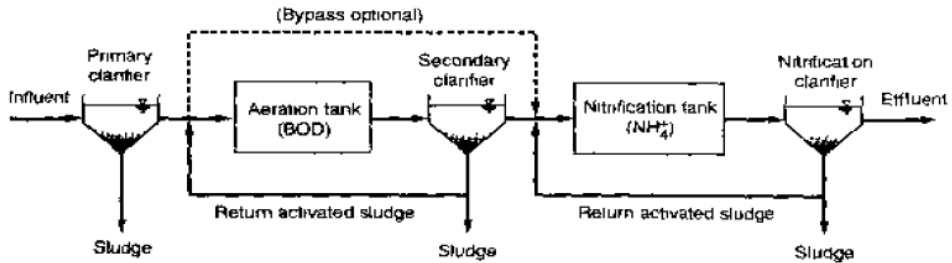 (Bypass optional)
Primary
clarifier
Secondary
clarifier
Nitrification
clarifier
Influent
Aeration tank
(BOD)
Nitrification tank
(NH₄⁺)
Effluent
Return activated sludge
Return activated sludge
Sludge
Sludge
Sludge